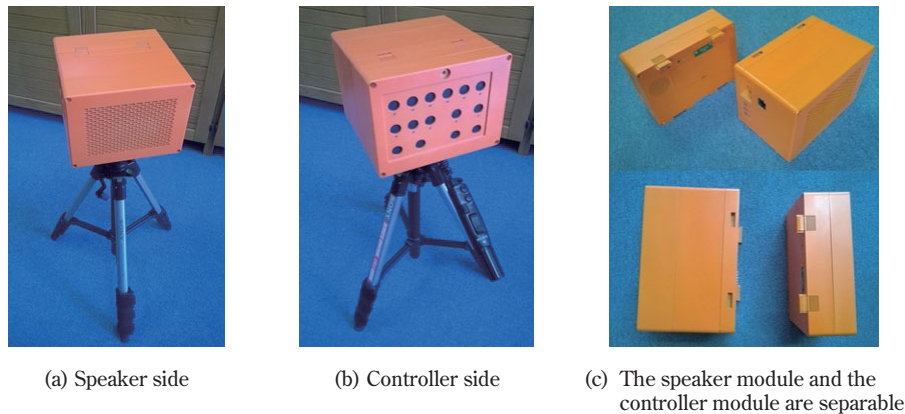 (a) Speaker side
(b) Controller side
(c) The speaker module and the
controller module are separable